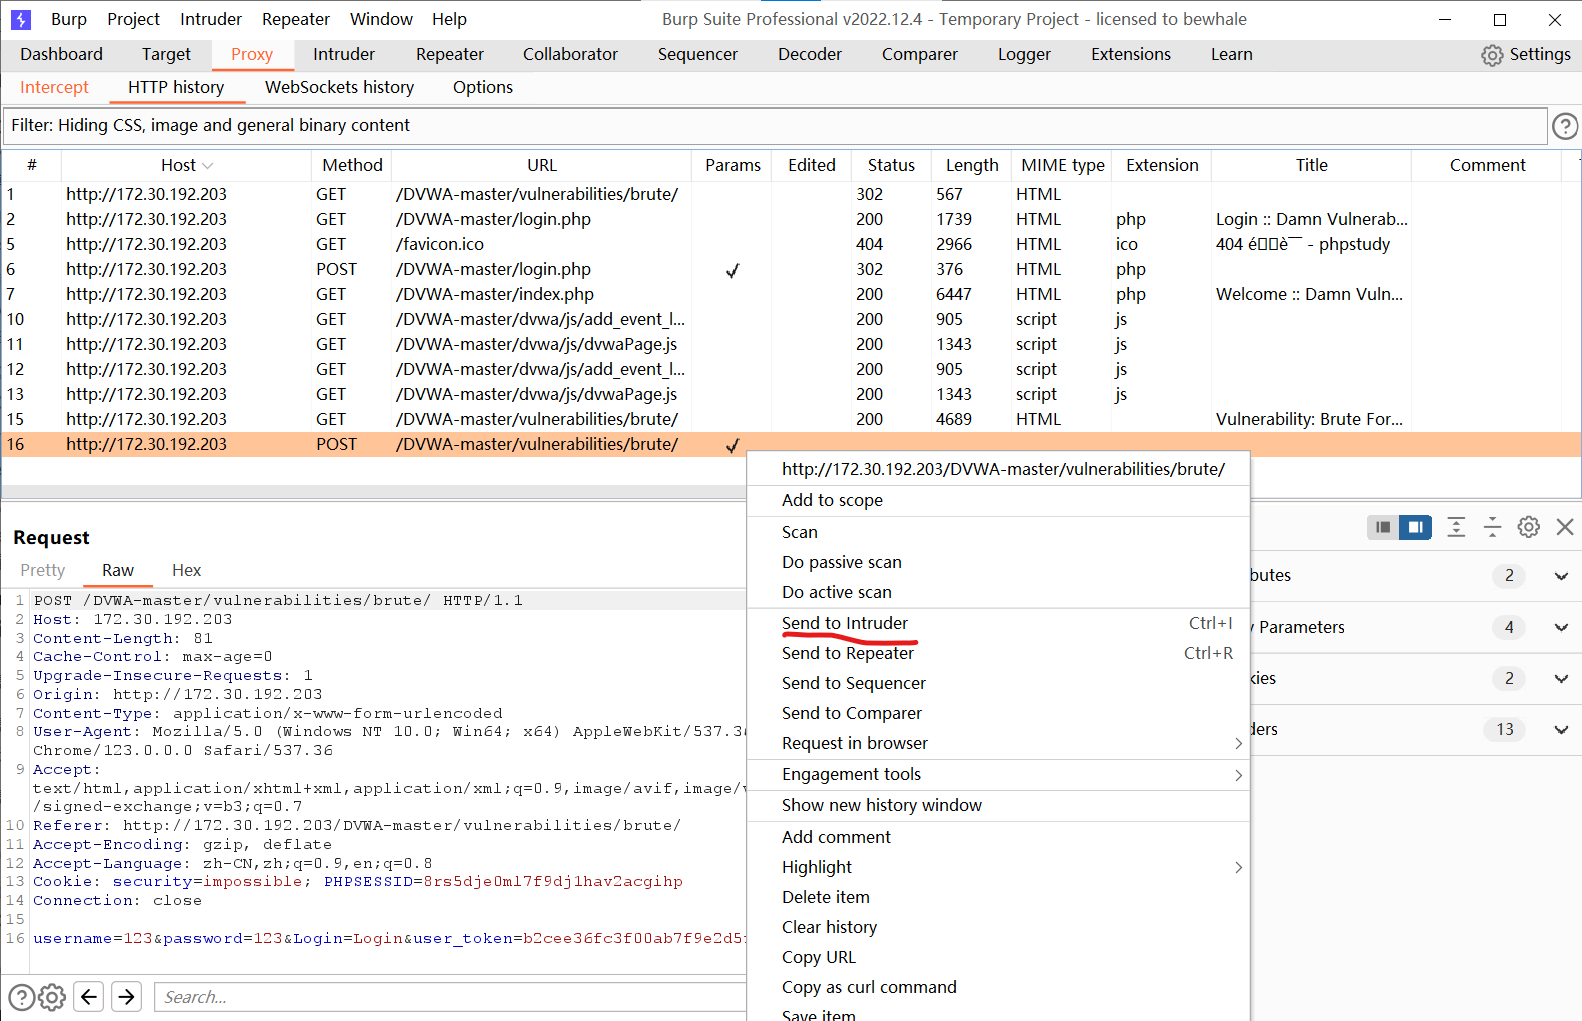 Burp Project Intruder Repeater Window Help Burp Suite Professional v2022.12.4 - Temporary Project - licensed to bewhale
Dashboard Target Proxy Intruder Repeater Collaborator Sequencer Decoder Comparer Logger Extensions Learn Settings
Intercept HTTP history WebSockets history Options
Filter: Hiding CSS, image and general binary content
# Host Method URL Params Edited Status Length MIME type Extension Title Comment
1 http://172.30.192.203 GET /DVWA-master/vulnerabilities/brute/ 302 567 HTML
2 http://172.30.192.203 GET /DVWA-master/login.php 200 1739 HTML php Login :: Damn Vulnerab...
5 http://172.30.192.203 GET /favicon.ico 404 2966 HTML ico 404 é▯▯è¯ - phpstudy
6 http://172.30.192.203 POST /DVWA-master/login.php ✓ 302 376 HTML php
7 http://172.30.192.203 GET /DVWA-master/index.php 200 6447 HTML php Welcome :: Damn Vuln...
10 http://172.30.192.203 GET /DVWA-master/dvwa/js/add_event_l... 200 905 script js
11 http://172.30.192.203 GET /DVWA-master/dvwa/js/dvwaPage.js 200 1343 script js
12 http://172.30.192.203 GET /DVWA-master/dvwa/js/add_event_l... 200 905 script js
13 http://172.30.192.203 GET /DVWA-master/dvwa/js/dvwaPage.js 200 1343 script js
15 http://172.30.192.203 GET /DVWA-master/vulnerabilities/brute/ 200 4689 HTML Vulnerability: Brute For...
16 http://172.30.192.203 POST /DVWA-master/vulnerabilities/brute/ ✓
http://172.30.192.203/DVWA-master/vulnerabilities/brute/
Add to scope
Scan
Do passive scan
Do active scan
Send to Intruder Ctrl+I
Send to Repeater Ctrl+R
Send to Sequencer
Send to Comparer
Request in browser
Engagement tools
Show new history window
Add comment
Highlight
Delete item
Clear history
Copy URL
Copy as curl command
Save item
Request
Pretty Raw Hex
1 POST /DVWA-master/vulnerabilities/brute/ HTTP/1.1
2 Host: 172.30.192.203
3 Content-Length: 81
4 Cache-Control: max-age=0
5 Upgrade-Insecure-Requests: 1
6 Origin: http://172.30.192.203
7 Content-Type: application/x-www-form-urlencoded
8 User-Agent: Mozilla/5.0 (Windows NT 10.0; Win64; x64) AppleWebKit/537.36
Chrome/123.0.0.0 Safari/537.36
9 Accept:
text/html,application/xhtml+xml,application/xml;q=0.9,image/avif,image/
/signed-exchange;v=b3;q=0.7
10 Referer: http://172.30.192.203/DVWA-master/vulnerabilities/brute/
11 Accept-Encoding: gzip, deflate
12 Accept-Language: zh-CN,zh;q=0.9,en;q=0.8
13 Cookie: security=impossible; PHPSESSID=8rs5dje0ml7f9dj1hav2acgihp
14 Connection: close
15
16 username=123&password=123&Login=Login&user_token=b2cee36fc3f00ab7f9e2d5
butes 2
Parameters 4
kies 2
ders 13
Search...